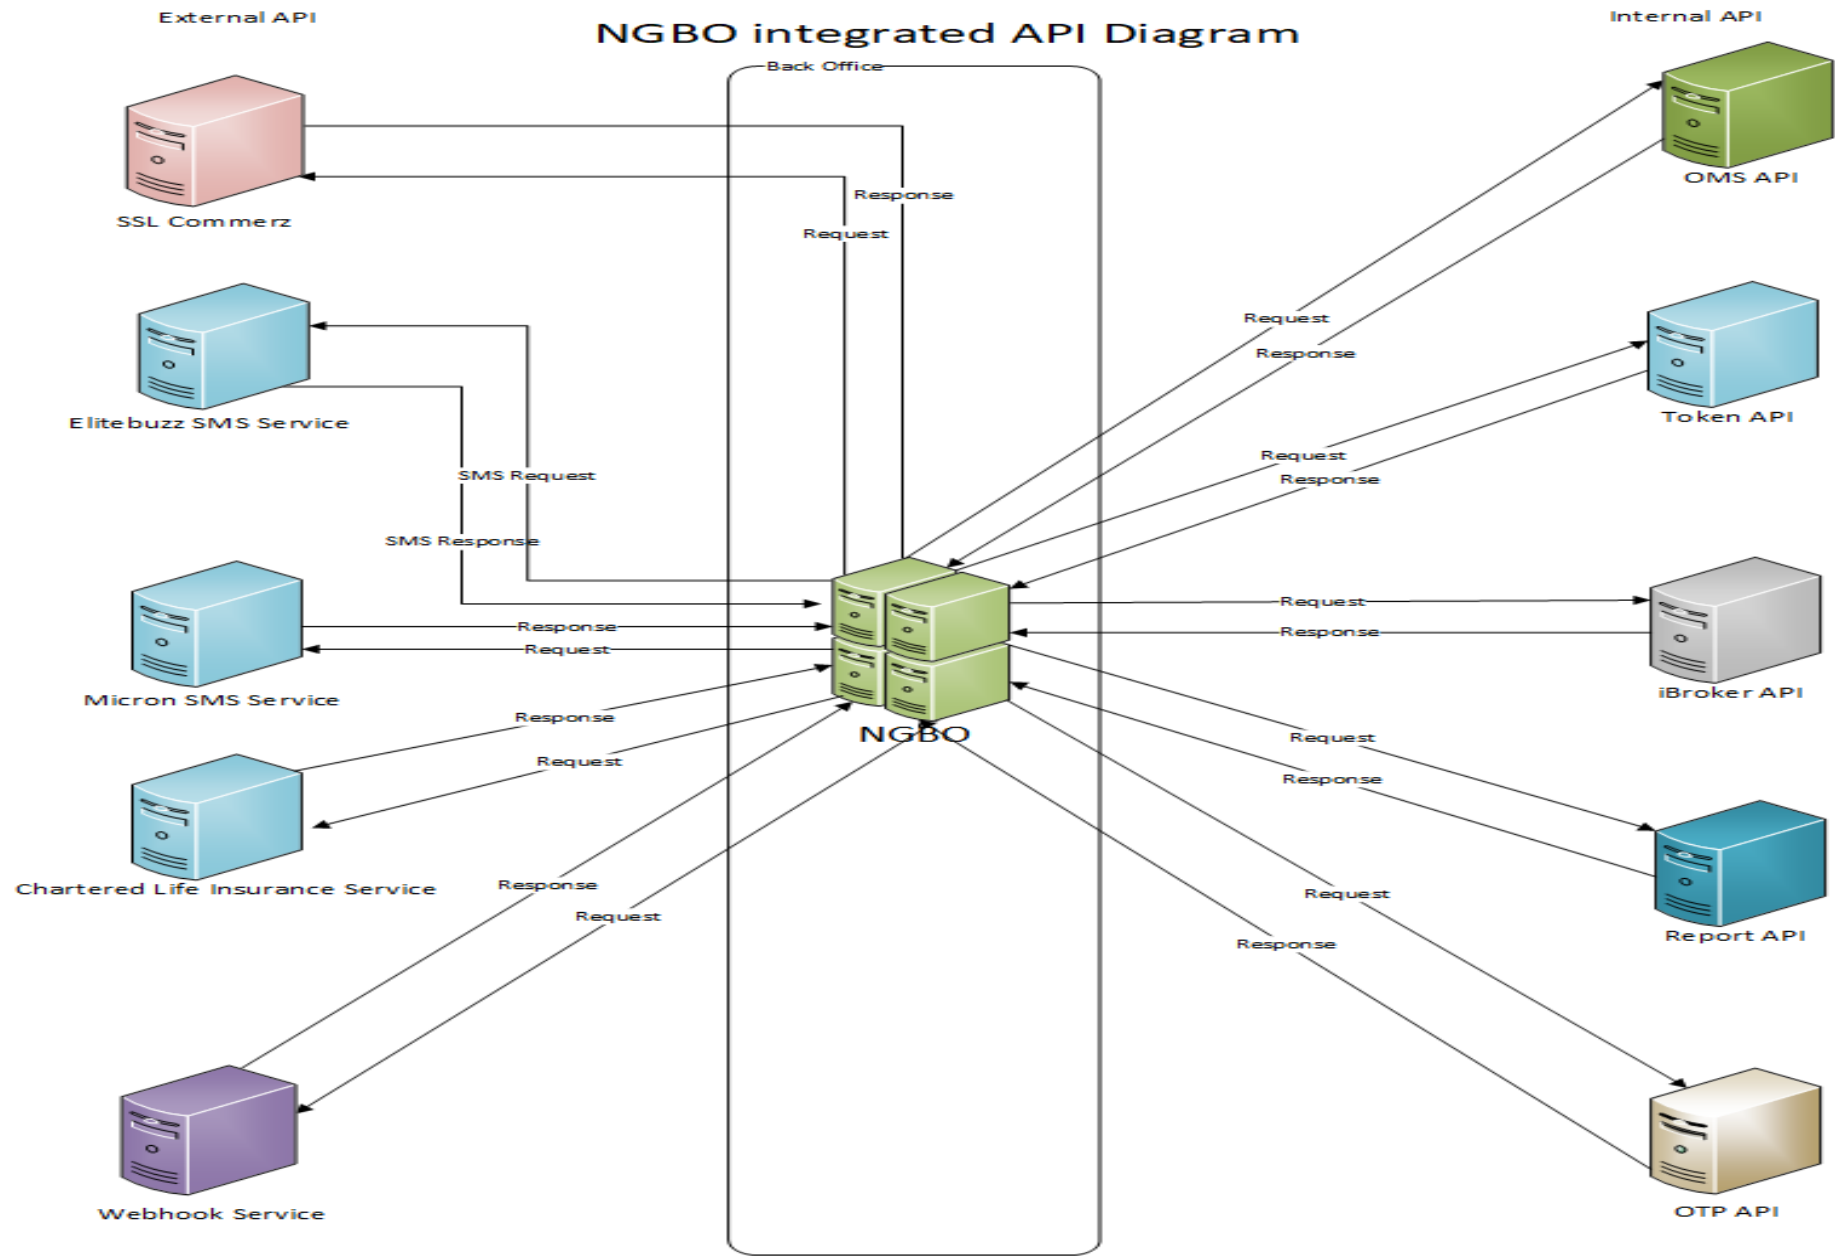 External API
NGBO integrated API Diagram
Internal API
Back Office
SSL Commerz
Response
Request
OMS API
Elitebuzz SMS Service
Request
Response
Token API
SMS Request
SMS Response
Request
Response
Micron SMS Service
Response
Request
Request
Response
iBroker API
NGBO
Response
Request
Chartered Life Insurance Service
Request
Response
Report API
Response
Request
Request
Response
Webhook Service
OTP API